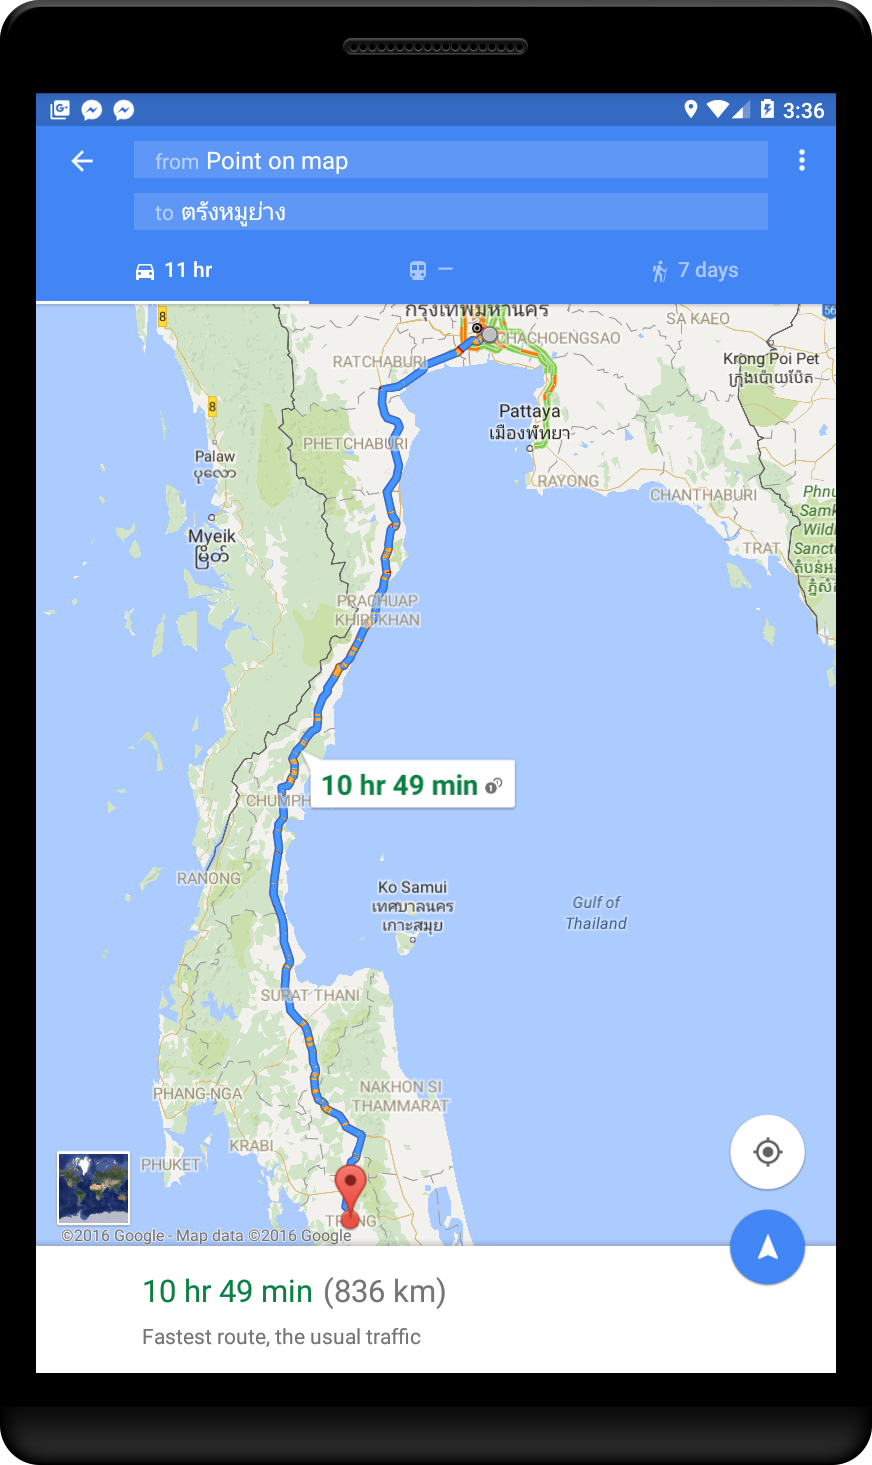 3:36
from Point on map
to ตรังหมูย่าง
11 hr
—
7 days
8
กรุงเทพมหานคร
56
CHACHOENGSAO
SA KAEO
RATCHABURI
Krong Poi Pet
ក្រុងប៉ោយប៉ែត
8
Pattaya
เมืองพัทยา
PHETCHABURI
Palaw
ပုလော
RAYONG
CHANTHABURI
Myeik
မြိတ်
TRAT
PRACHUAP
KHIRI KHAN
10 hr 49 min
CHUMPH
RANONG
Ko Samui
เทศบาลนคร
เกาะสมุย
Gulf of
Thailand
SURAT THANI
PHANG-NGA
NAKHON SI
THAMMARAT
KRABI
PHUKET
©2016 Google - Map data ©2016 Google
10 hr 49 min (836 km)
Fastest route, the usual traffic